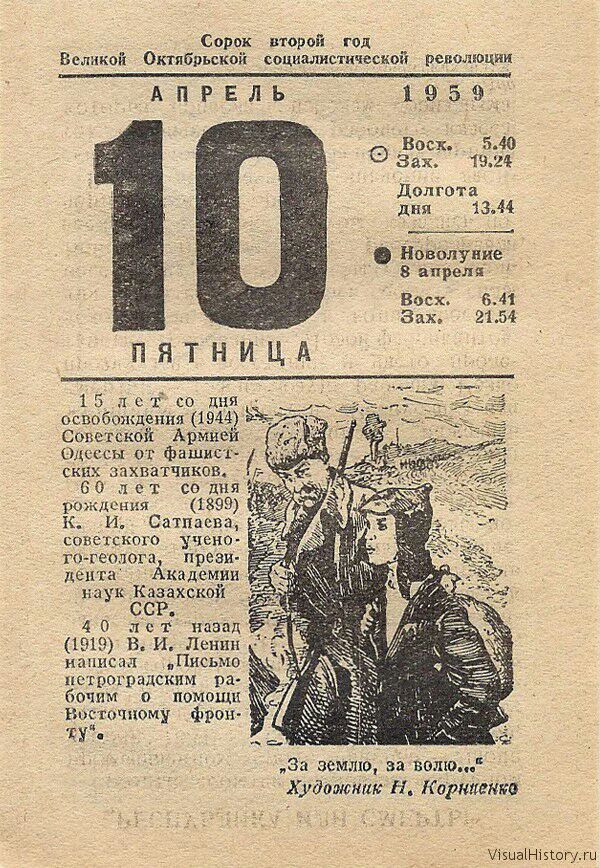 Сорок второй год
Великой Октябрьской социалистической революции
АПРЕЛЬ 1959
10
Восх. 5.40
Зах. 19.24
Долгота
дня 13.44
Новолуние
8 апреля
Восх. 6.41
Зах. 21.54
ПЯТНИЦА
15 лет со дня
освобождения (1944)
Советской Армией
Одессы от фашист-
ских захватчиков.
60 лет со дня
рождения (1899)
К. И. Сатпаева,
советского учено-
го-геолога, прези-
дента Академии
наук Казахской
ССР.
40 лет назад
(1919) В. И. Ленин
написал „Письмо
петроградским ра-
бочим о помощи
Восточному фрон-
ту".
„За землю, за волю..."
Художник Н. Корниенко
VisualHistory.ru